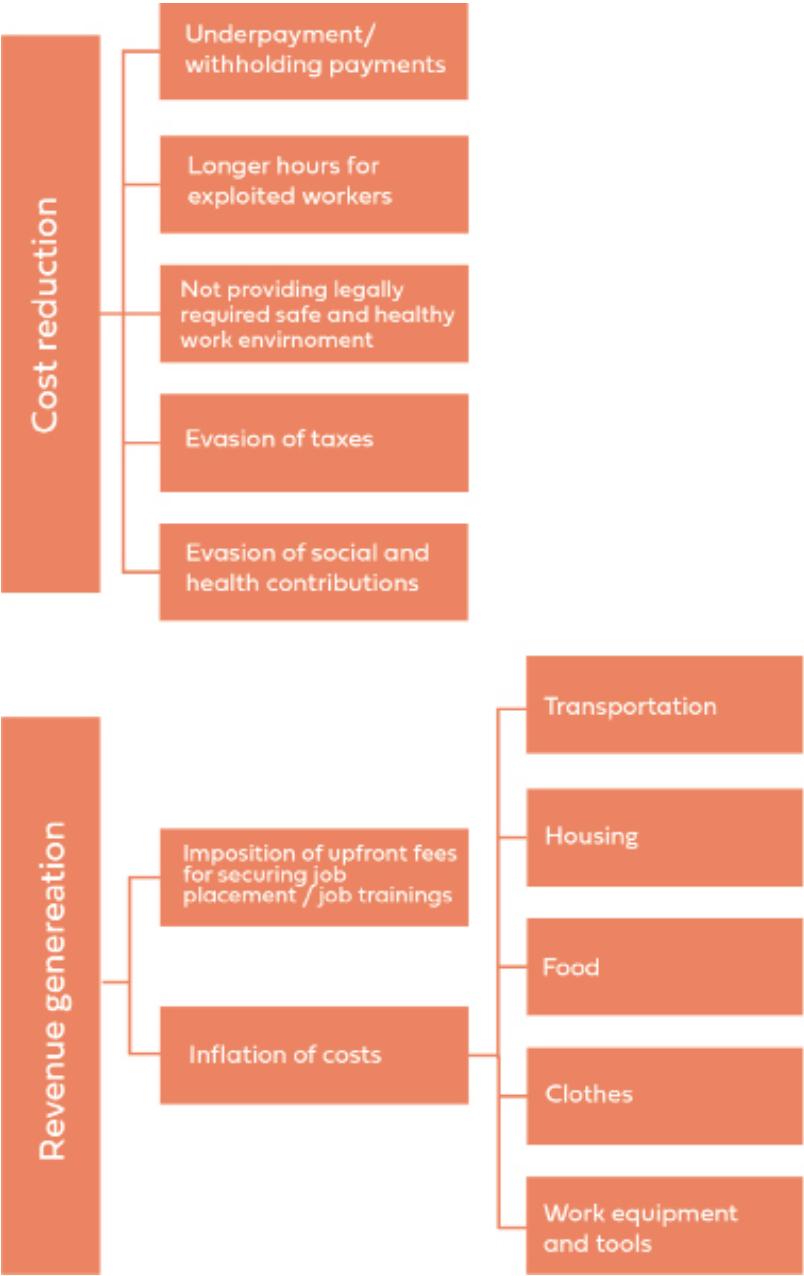 Cost reduction
Underpayment/
withholding payments
Longer hours for
exploited workers
Not providing legally
required safe and healthy
work envirnoment
Evasion of taxes
Evasion of social and
health contributions
Revenue genereation
Imposition of upfront fees
for securing job
placement / job trainings
Inflation of costs
Transportation
Housing
Food
Clothes
Work equipment
and tools